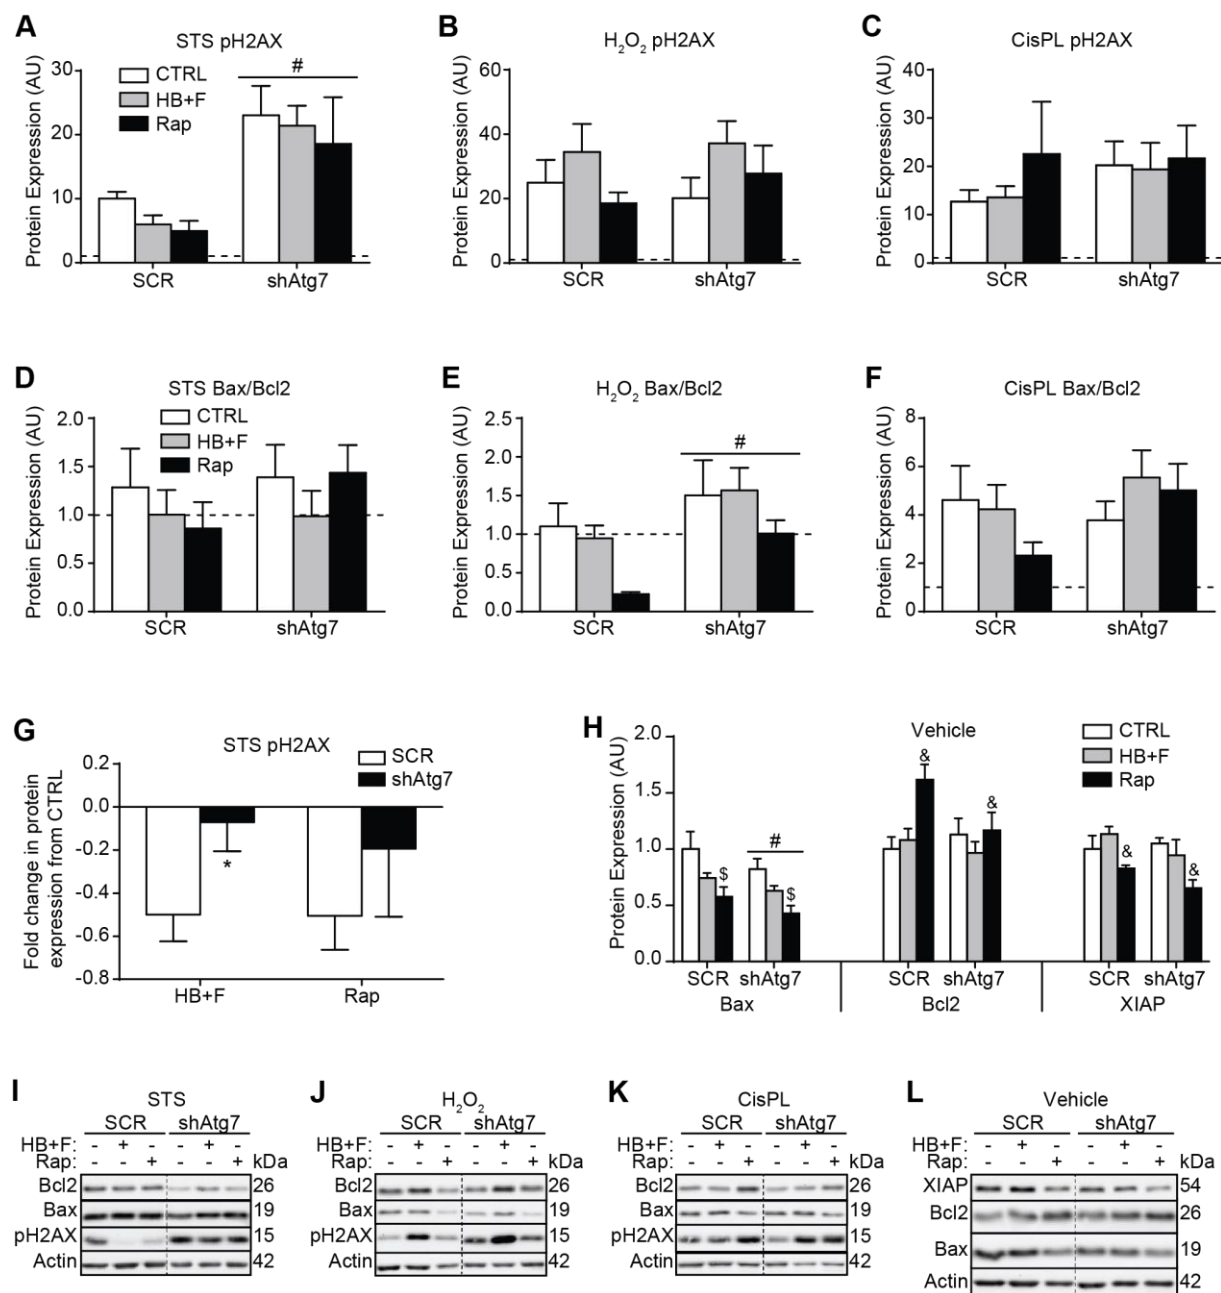 A
STS pH2AX
Protein Expression (AU)
30
20
10
0
CTRL
HB+F
Rap
#
SCR
shAtg7
B
H₂O₂ pH2AX
Protein Expression (AU)
60
40
20
0
SCR
shAtg7
C
CisPL pH2AX
Protein Expression (AU)
40
30
20
10
0
SCR
shAtg7
D
STS Bax/Bcl2
Protein Expression (AU)
2.0
1.5
1.0
0.5
0.0
CTRL
HB+F
Rap
SCR
shAtg7
E
H₂O₂ Bax/Bcl2
Protein Expression (AU)
2.5
2.0
1.5
1.0
0.5
0.0
#
SCR
shAtg7
F
CisPL Bax/Bcl2
Protein Expression (AU)
8
6
4
2
0
SCR
shAtg7
G
STS pH2AX
Fold change in protein
expression from CTRL
0.2
0.0
-0.2
-0.4
-0.6
-0.8
SCR
shAtg7
*
HB+F
Rap
H
Vehicle
Protein Expression (AU)
2.0
1.5
1.0
0.5
0.0
CTRL
HB+F
Rap
$ # $ & & & &
SCR shAtg7 SCR shAtg7 SCR shAtg7
Bax Bcl2 XIAP
I
STS
SCR shAtg7
HB+F: - + - - + -
Rap: - - + - - + kDa
Bcl2 26
Bax 19
pH2AX 15
Actin 42
J
H₂O₂
SCR shAtg7
HB+F: - + - - + -
Rap: - - + - - + kDa
Bcl2 26
Bax 19
pH2AX 15
Actin 42
K
CisPL
SCR shAtg7
HB+F: - + - - + -
Rap: - - + - - + kDa
Bcl2 26
Bax 19
pH2AX 15
Actin 42
L
Vehicle
SCR shAtg7
HB+F: - + - - + -
Rap: - - + - - + kDa
XIAP 54
Bcl2 26
Bax 19
Actin 42